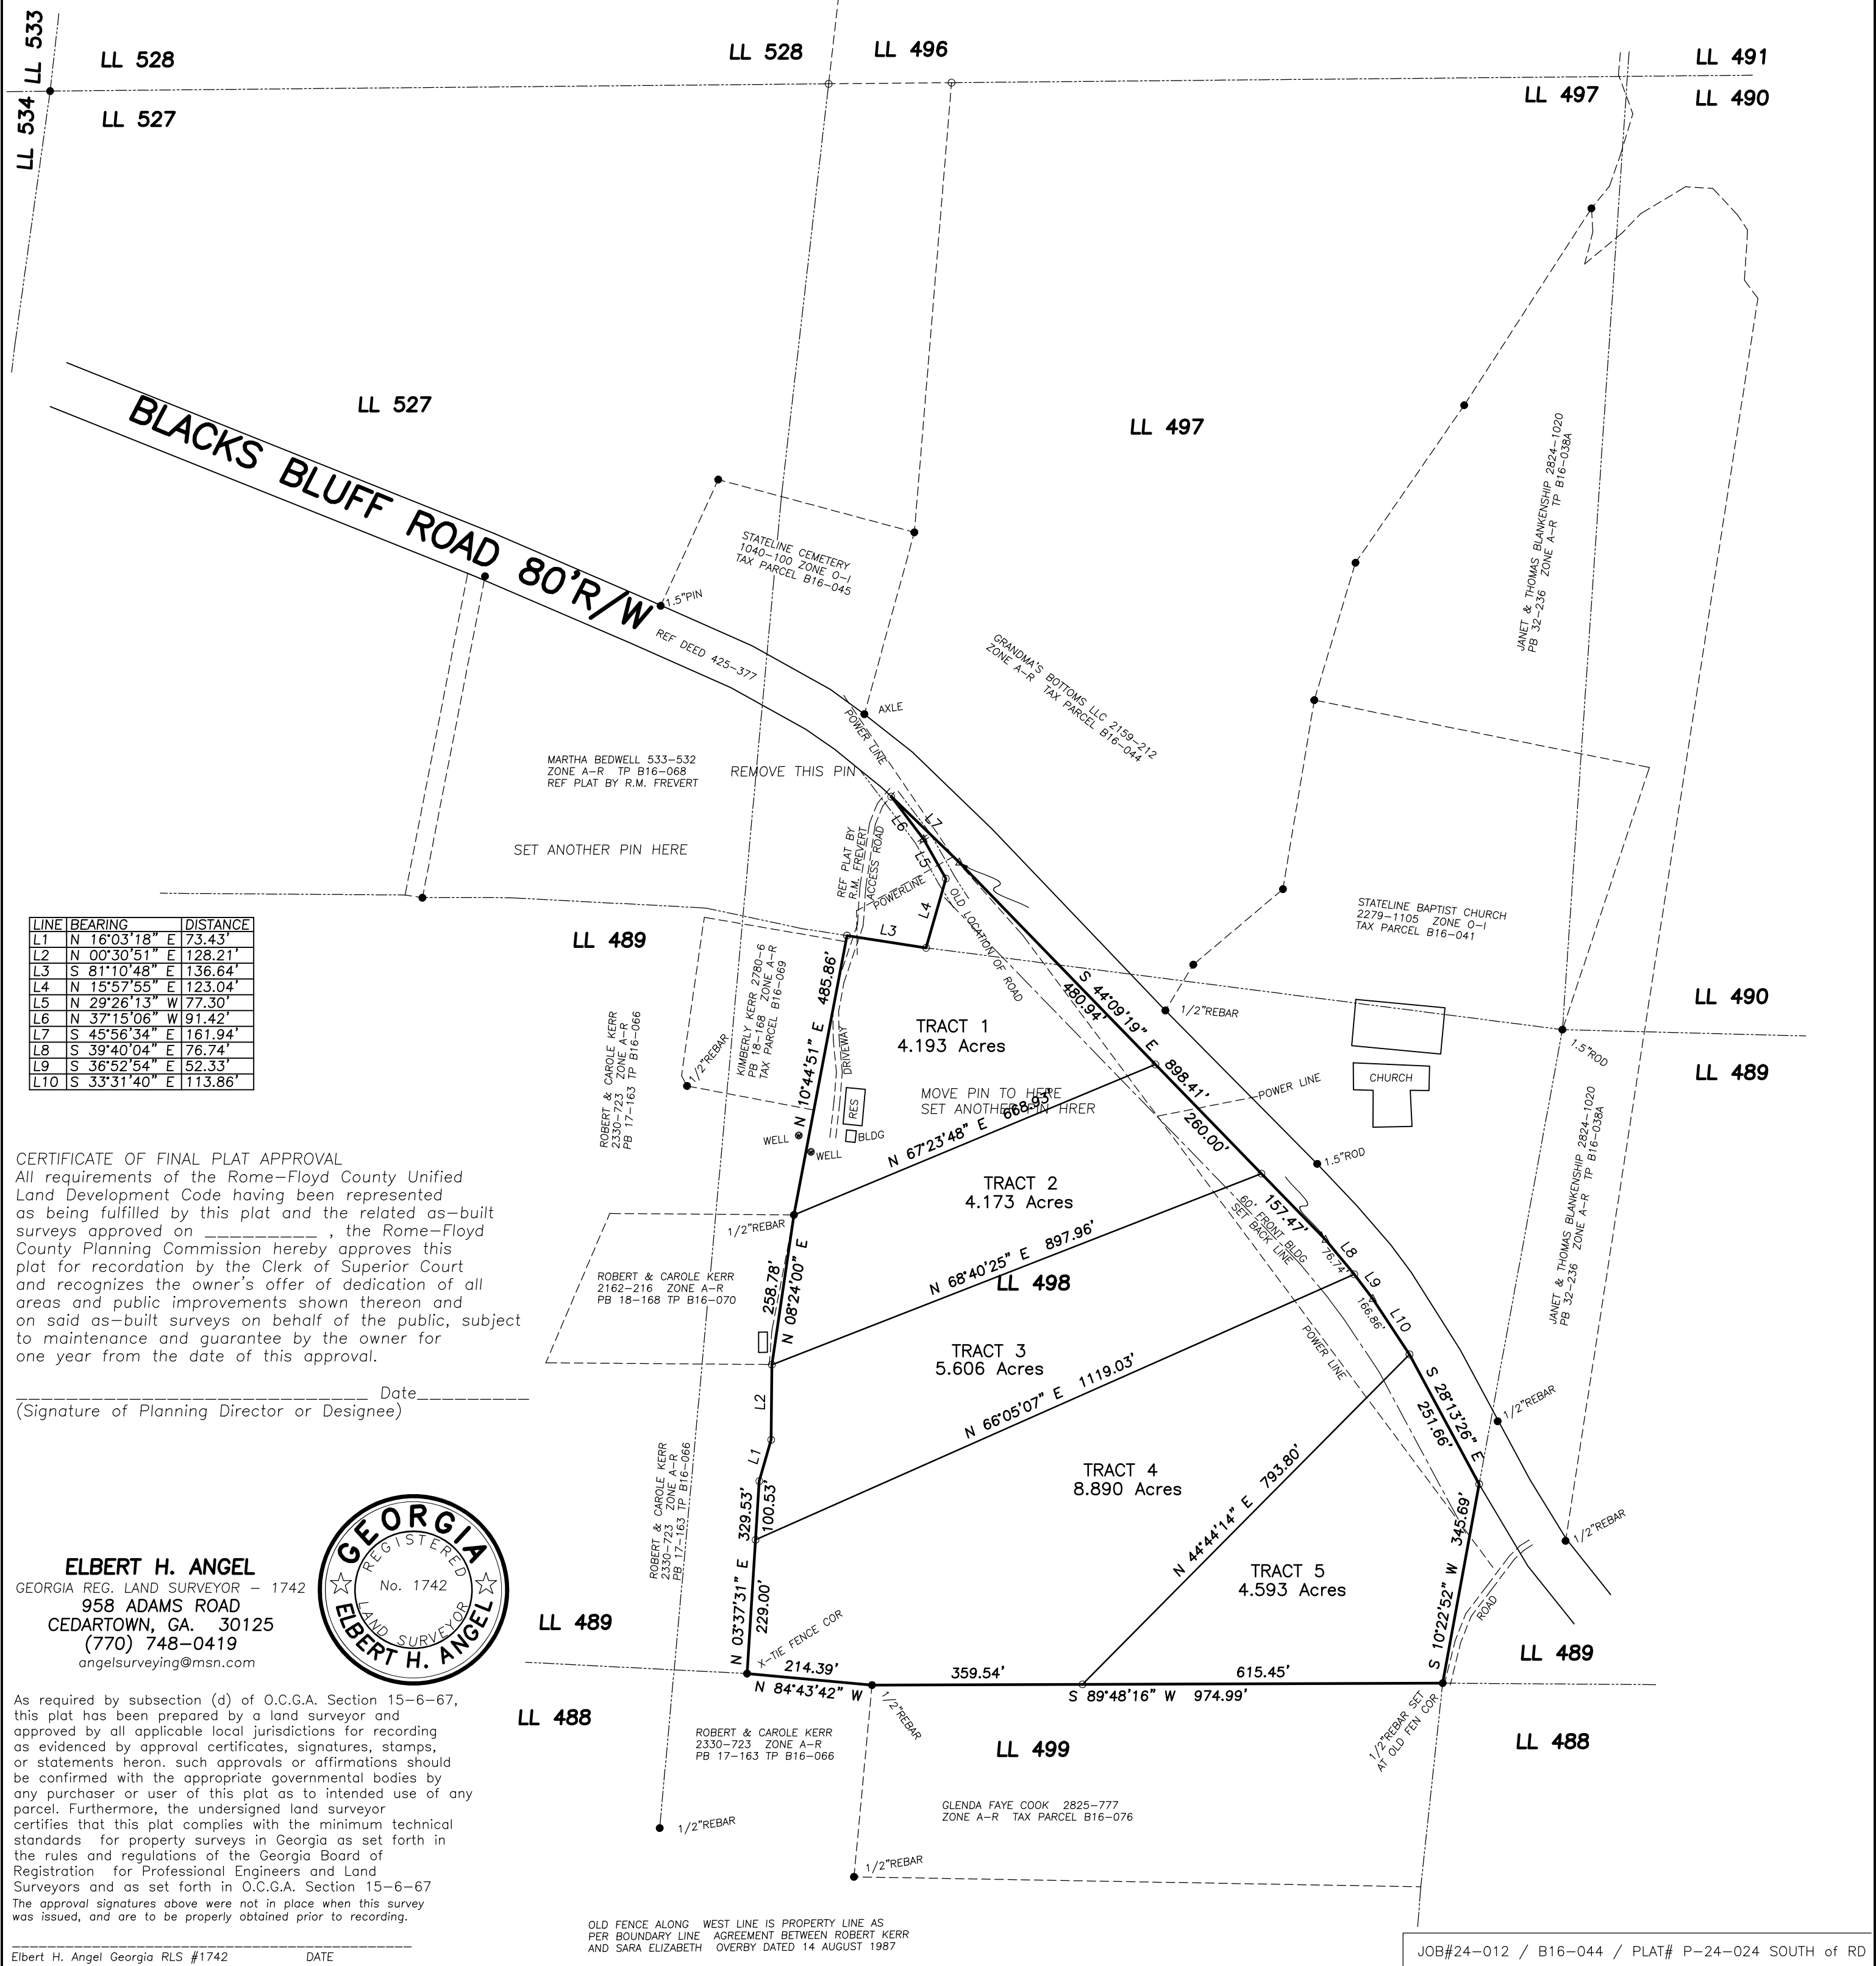 LL 533
LL 534
LL 528
LL 527
LL 528
LL 496
LL 491
LL 497
LL 490
LL 527
LL 497
BLACKS BLUFF ROAD 80'R/W
REF DEED 425-377
1.5"PIN
STATELINE CEMETERY
1040-100 ZONE O-I
TAX PARCEL B16-045
AXLE
POWER LINE
GRANDMA'S BOTTOMS LLC 2159-212
ZONE A-R TAX PARCEL B16-044
JANET & THOMAS BLANKENSHIP 2824-1020
PB 32-236 ZONE A-R TP B16-038A
MARTHA BEDWELL 533-532
ZONE A-R TP B16-068
REF PLAT BY R.M. FREVERT
REMOVE THIS PIN
SET ANOTHER PIN HERE
REF PLAT BY
R.M. FREVERT
ACCESS ROAD
POWERLINE
L7
L6
L5
L4
L3
OLD LOCATION OF ROAD
STATELINE BAPTIST CHURCH
2279-1105 ZONE O-I
TAX PARCEL B16-041
LINE BEARING DISTANCE
L1 N 16°03'18" E 73.43'
L2 N 00°30'51" E 128.21'
L3 S 81°10'48" E 136.64'
L4 N 15°57'55" E 123.04'
L5 N 29°26'13" W 77.30'
L6 N 37°15'06" W 91.42'
L7 S 45°56'34" E 161.94'
L8 S 39°40'04" E 76.74'
L9 S 36°52'54" E 52.33'
L10 S 33°31'40" E 113.86'
LL 489
KIMBERLY KERR 2780-6
PB 18-168 ZONE A-R
TAX PARCEL B16-069
ROBERT & CAROLE KERR
2330-723 ZONE A-R
PB 17-163 TP B16-066
1/2"REBAR
N 10°44'51" E 485.86'
DRIVEWAY
RES
BLDG
WELL
WELL
TRACT 1
4.193 Acres
S 44°09'19" E 898.41'
480.94'
1/2"REBAR
LL 490
1.5"ROD
LL 489
CHURCH
POWER LINE
MOVE PIN TO HERE
SET ANOTHER PIN HRER
N 67°23'48" E 668.93'
260.00'
1.5"ROD
TRACT 2
4.173 Acres
157.47'
60' FRONT BLDG
SET BACK LINE
JANET & THOMAS BLANKENSHIP 2824-1020
PB 32-236 ZONE A-R TP B16-038A
CERTIFICATE OF FINAL PLAT APPROVAL
All requirements of the Rome-Floyd County Unified
Land Development Code having been represented
as being fulfilled by this plat and the related as-built
surveys approved on _________ , the Rome-Floyd
County Planning Commission hereby approves this
plat for recordation by the Clerk of Superior Court
and recognizes the owner's offer of dedication of all
areas and public improvements shown thereon and
on said as-built surveys on behalf of the public, subject
to maintenance and guarantee by the owner for
one year from the date of this approval.
____________________________ Date_________
(Signature of Planning Director or Designee)
1/2"REBAR
ROBERT & CAROLE KERR
2162-216 ZONE A-R
PB 18-168 TP B16-070
258.78'
N 08°24'00" E
N 68°40'25" E 897.96'
LL 498
L8
76.74'
L9
166.86'
L10
TRACT 3
5.606 Acres
N 66°05'07" E 1119.03'
L2
L1
POWER LINE
S 28°13'26" E
251.66'
1/2"REBAR
ROBERT & CAROLE KERR
2330-723 ZONE A-R
PB 17-163 TP B16-066
N 03°37'31" E 329.53'
100.53'
229.00'
TRACT 4
8.890 Acres
N 44°44'14" E 793.80'
TRACT 5
4.593 Acres
S 10°22'52" W 345.69'
1/2"REBAR
ROAD
ELBERT H. ANGEL
GEORGIA REG. LAND SURVEYOR - 1742
958 ADAMS ROAD
CEDARTOWN, GA. 30125
(770) 748-0419
angelsurveying@msn.com
GEORGIA
REGISTERED
No. 1742
LAND SURVEYOR
ELBERT H. ANGEL
LL 489
X-TIE FENCE COR
214.39'
N 84°43'42" W
359.54'
615.45'
S 89°48'16" W 974.99'
LL 489
LL 488
1/2"REBAR
1/2"REBAR SET
AT OLD FEN COR
LL 488
ROBERT & CAROLE KERR
2330-723 ZONE A-R
PB 17-163 TP B16-066
LL 499
As required by subsection (d) of O.C.G.A. Section 15-6-67,
this plat has been prepared by a land surveyor and
approved by all applicable local jurisdictions for recording
as evidenced by approval certificates, signatures, stamps,
or statements heron. such approvals or affirmations should
be confirmed with the appropriate governmental bodies by
any purchaser or user of this plat as to intended use of any
parcel. Furthermore, the undersigned land surveyor
certifies that this plat complies with the minimum technical
standards for property surveys in Georgia as set forth in
the rules and regulations of the Georgia Board of
Registration for Professional Engineers and Land
Surveyors and as set forth in O.C.G.A. Section 15-6-67
The approval signatures above were not in place when this survey
was issued, and are to be properly obtained prior to recording.
Elbert H. Angel Georgia RLS #1742 DATE
GLENDA FAYE COOK 2825-777
ZONE A-R TAX PARCEL B16-076
1/2"REBAR
1/2"REBAR
OLD FENCE ALONG WEST LINE IS PROPERTY LINE AS
PER BOUNDARY LINE AGREEMENT BETWEEN ROBERT KERR
AND SARA ELIZABETH OVERBY DATED 14 AUGUST 1987
JOB#24-012 / B16-044 / PLAT# P-24-024 SOUTH of RD